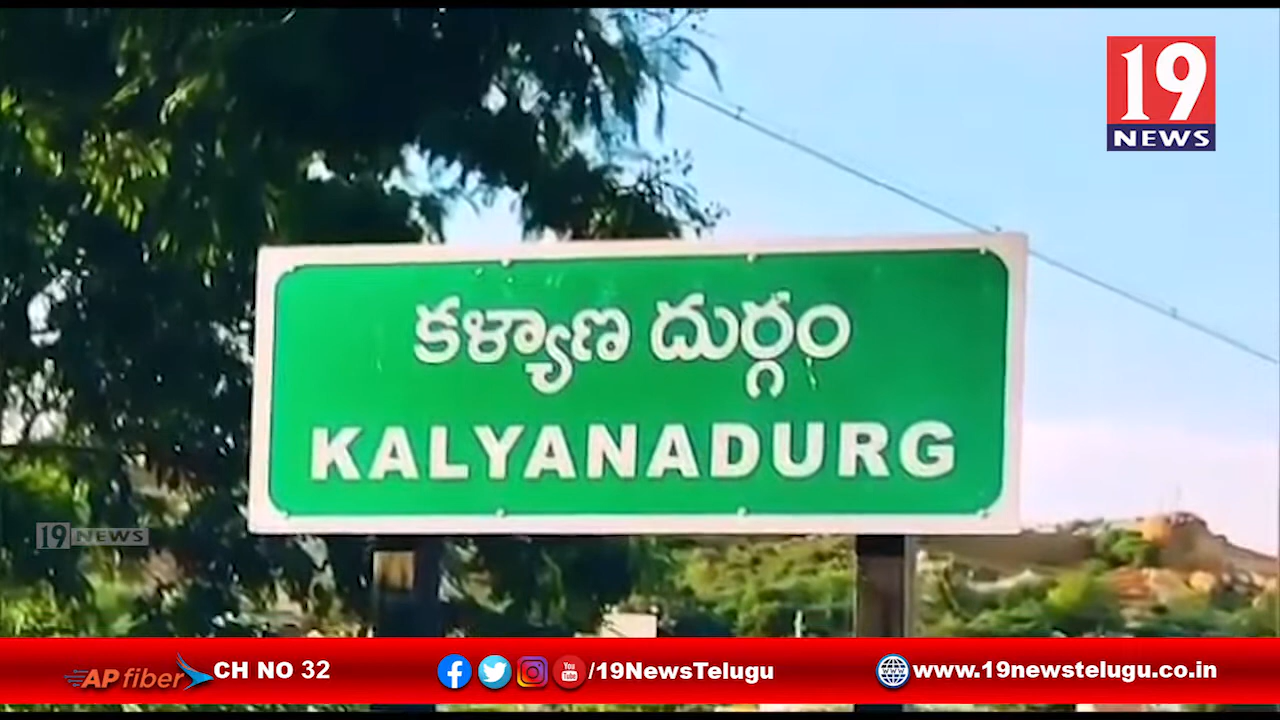 19
NEWS
కళ్యాణ దుర్గం
KALYANADURG
19 NEWS
AP fiber CH NO 32 /19NewsTelugu www.19newstelugu.co.in